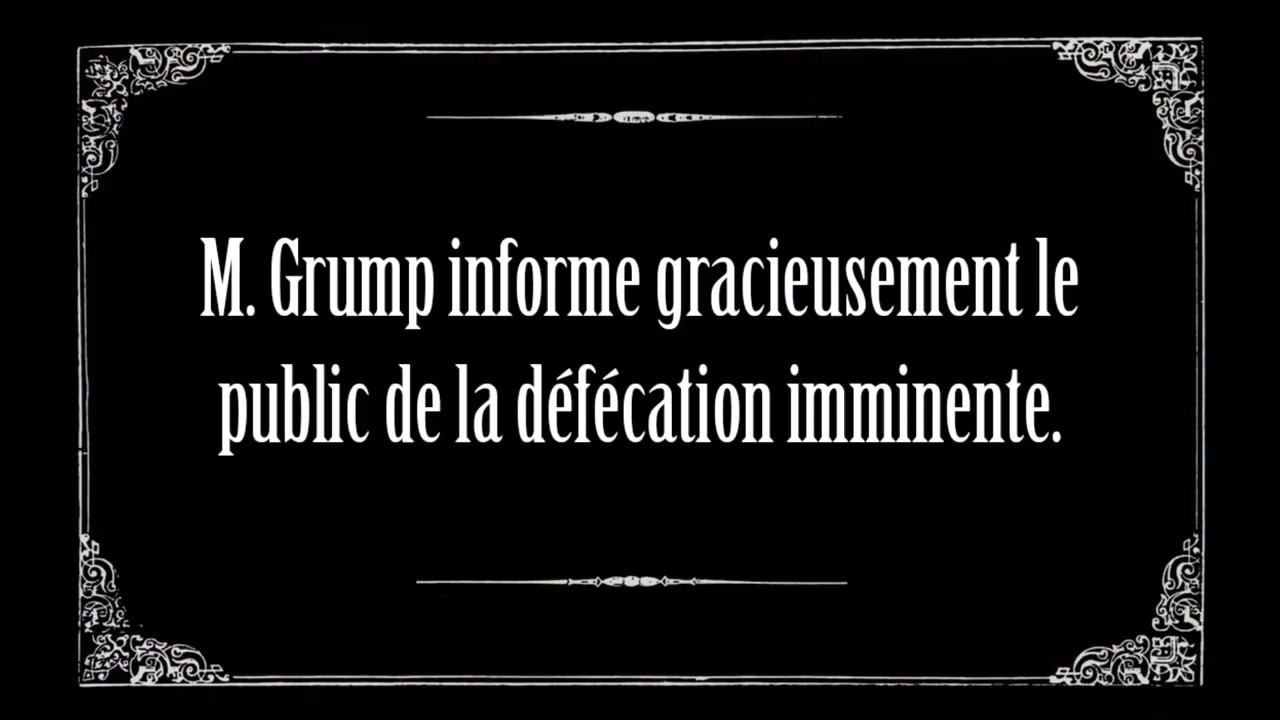 M. Grump informe gracieusement le
public de la défécation imminente.